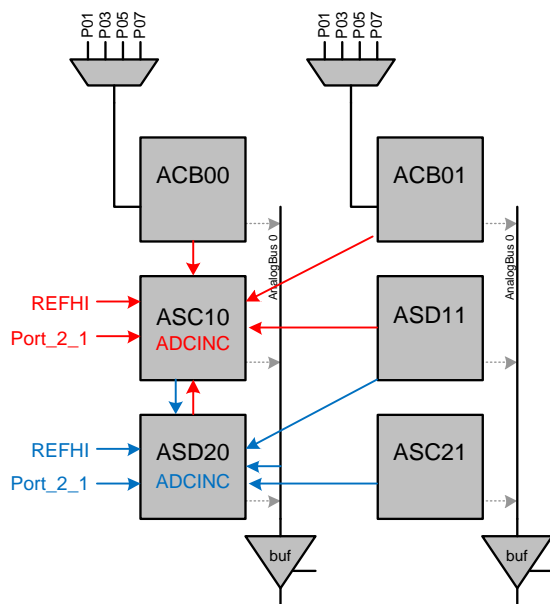 P01 P03 P05 P07
P01 P03 P05 P07
ACB00
ACB01
AnalogBus 0
AnalogBus 0
REFHI
Port_2_1
ASC10
ADCINC
ASD11
REFHI
Port_2_1
ASD20
ADCINC
ASC21
buf
buf